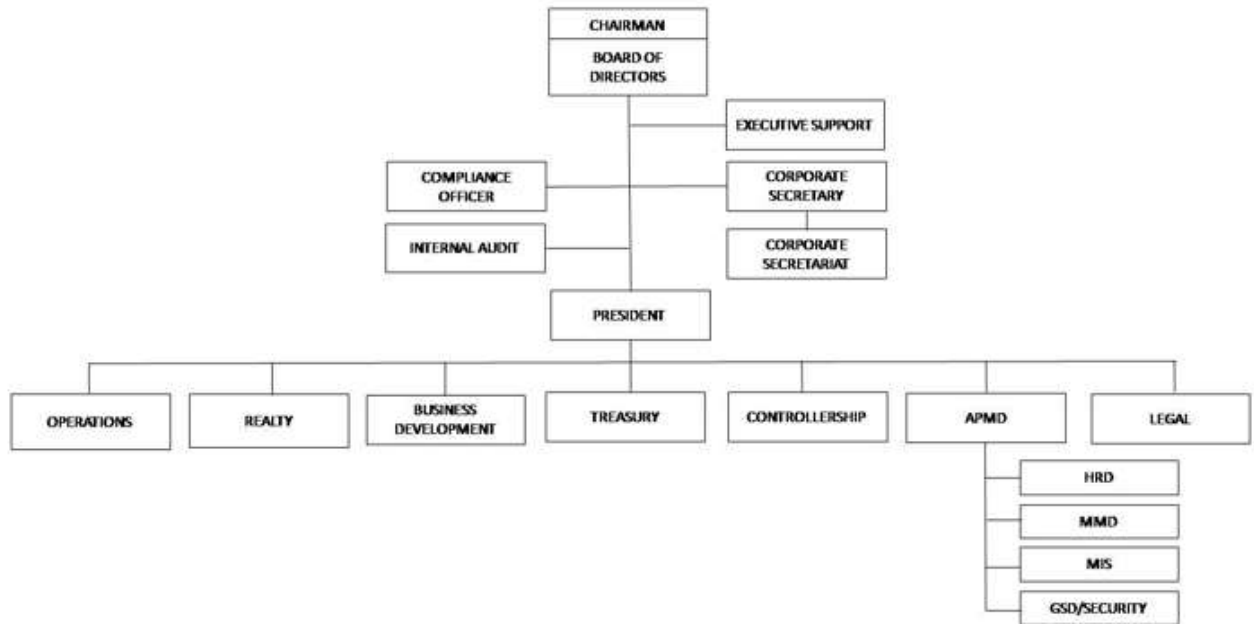 CHAIRMAN
BOARD OF
DIRECTORS
EXECUTIVE SUPPORT
COMPLIANCE
OFFICER
CORPORATE
SECRETARY
INTERNAL AUDIT
CORPORATE
SECRETARIAT
PRESIDENT
OPERATIONS
REALTY
BUSINESS
DEVELOPMENT
TREASURY
CONTROLLERSHIP
APMD
LEGAL
HRD
MMD
MIS
GSD/SECURITY